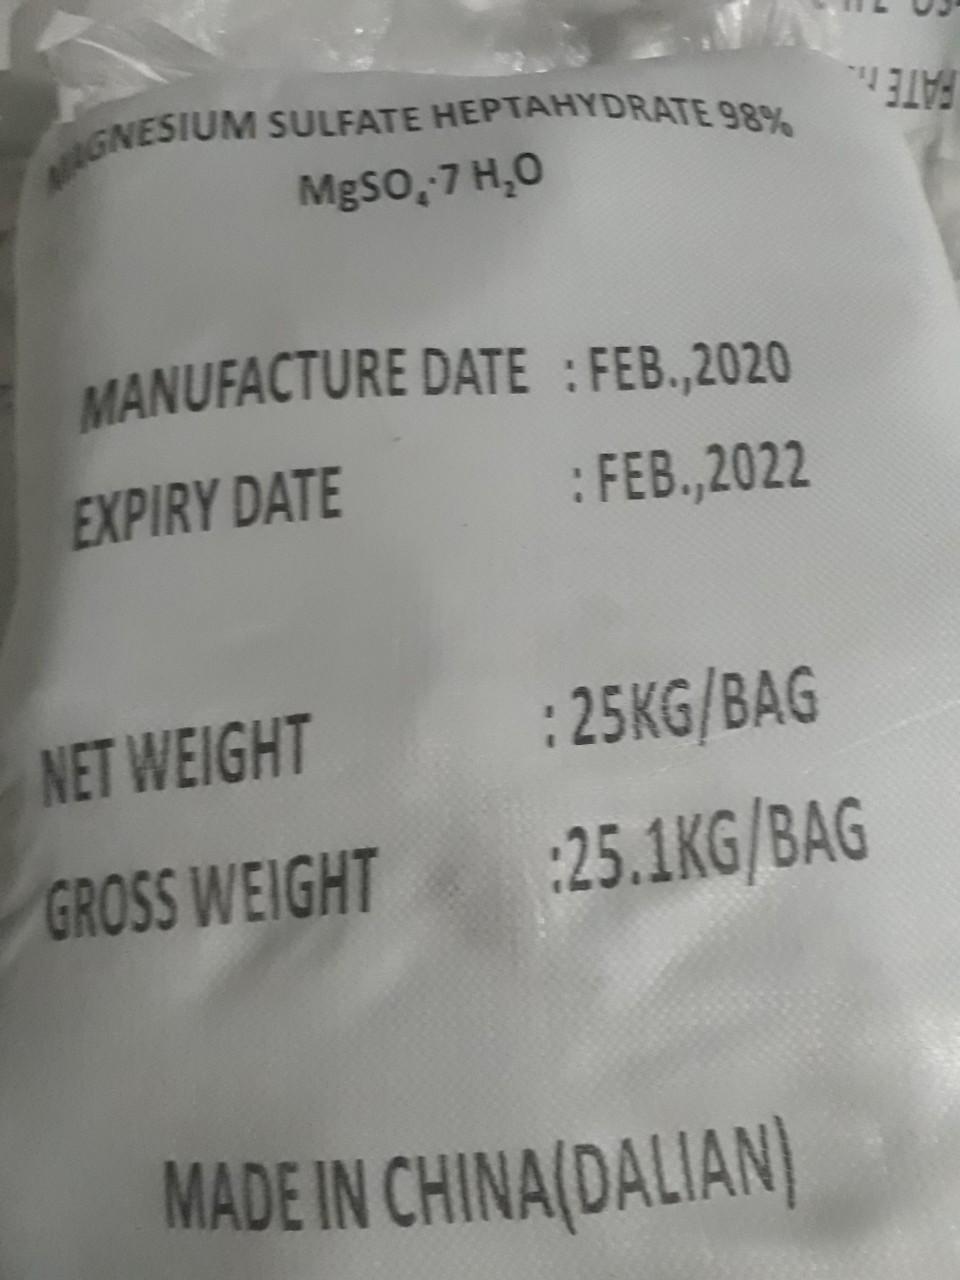 MAGNESIUM SULFATE HEPTAHYDRATE 98%
MgSO₄·7 H₂O
MANUFACTURE DATE : FEB.,2020
EXPIRY DATE : FEB.,2022
NET WEIGHT : 25KG/BAG
GROSS WEIGHT :25.1KG/BAG
MADE IN CHINA(DALIAN)